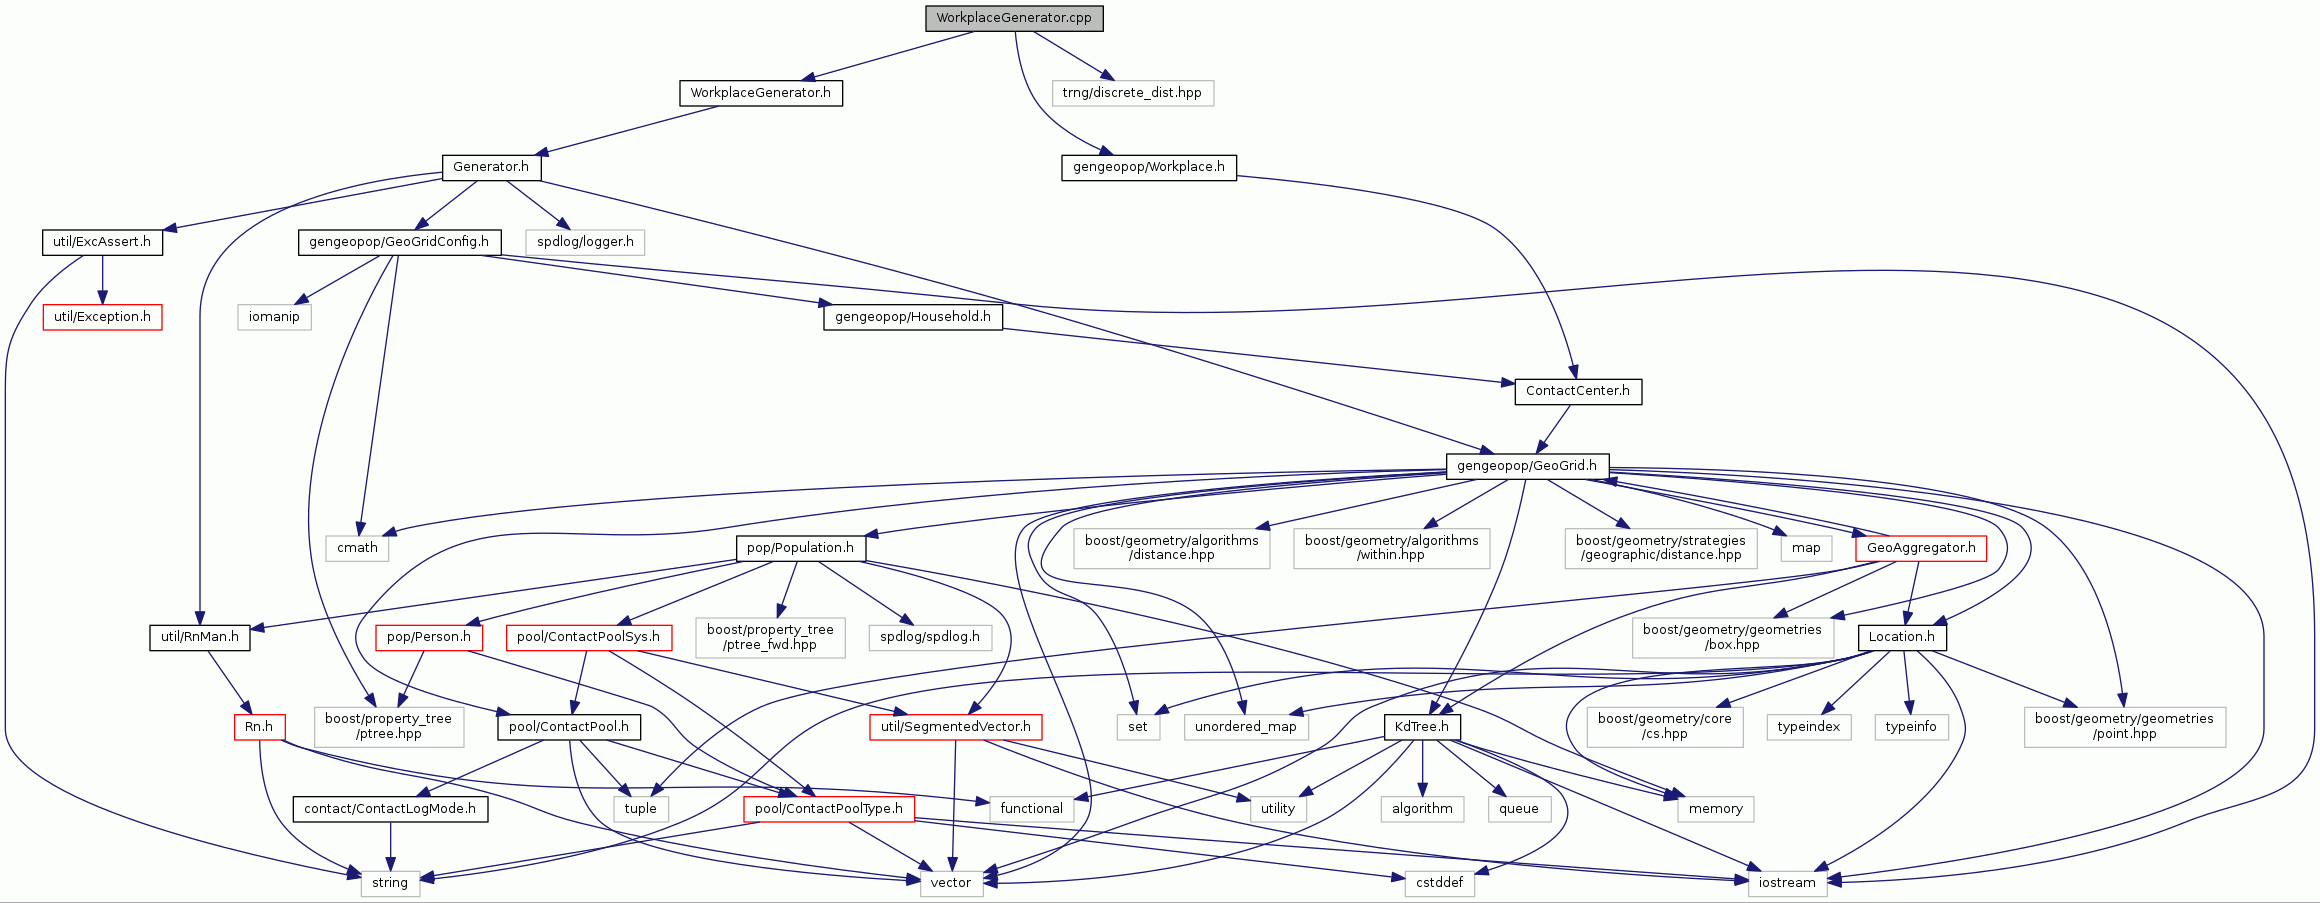 WorkplaceGenerator.cpp
WorkplaceGenerator.h
trng/discrete_dist.hpp
Generator.h
gengeopop/Workplace.h
util/ExcAssert.h
gengeopop/GeoGridConfig.h
spdlog/logger.h
util/Exception.h
iomanip
gengeopop/Household.h
ContactCenter.h
gengeopop/GeoGrid.h
cmath
pop/Population.h
boost/geometry/algorithms
/distance.hpp
boost/geometry/algorithms
/within.hpp
boost/geometry/strategies
/geographic/distance.hpp
map
GeoAggregator.h
util/RnMan.h
pop/Person.h
pool/ContactPoolSys.h
boost/property_tree
/ptree_fwd.hpp
spdlog/spdlog.h
boost/geometry/geometries
/box.hpp
Location.h
Rn.h
boost/property_tree
/ptree.hpp
pool/ContactPool.h
util/SegmentedVector.h
set
unordered_map
KdTree.h
boost/geometry/core
/cs.hpp
typeindex
typeinfo
boost/geometry/geometries
/point.hpp
contact/ContactLogMode.h
tuple
pool/ContactPoolType.h
functional
utility
algorithm
queue
memory
string
vector
cstddef
iostream